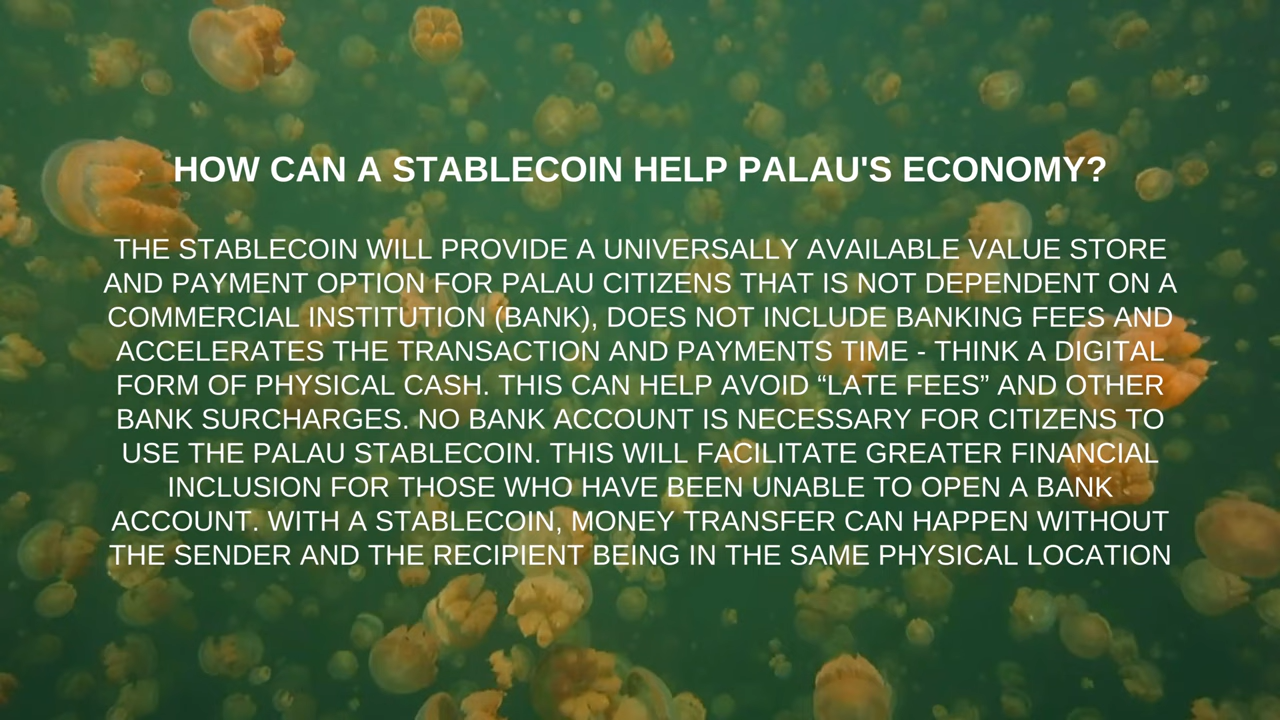 HOW CAN A STABLECOIN HELP PALAU'S ECONOMY?
THE STABLECOIN WILL PROVIDE A UNIVERSALLY AVAILABLE VALUE STORE
AND PAYMENT OPTION FOR PALAU CITIZENS THAT IS NOT DEPENDENT ON A
COMMERCIAL INSTITUTION (BANK), DOES NOT INCLUDE BANKING FEES AND
ACCELERATES THE TRANSACTION AND PAYMENTS TIME - THINK A DIGITAL
FORM OF PHYSICAL CASH. THIS CAN HELP AVOID “LATE FEES” AND OTHER
BANK SURCHARGES. NO BANK ACCOUNT IS NECESSARY FOR CITIZENS TO
USE THE PALAU STABLECOIN. THIS WILL FACILITATE GREATER FINANCIAL
INCLUSION FOR THOSE WHO HAVE BEEN UNABLE TO OPEN A BANK
ACCOUNT. WITH A STABLECOIN, MONEY TRANSFER CAN HAPPEN WITHOUT
THE SENDER AND THE RECIPIENT BEING IN THE SAME PHYSICAL LOCATION